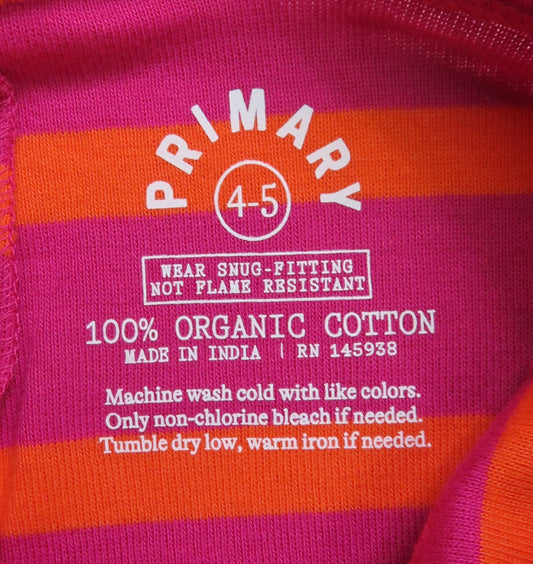 PRIMARY
4-5
WEAR SNUG-FITTING
NOT FLAME RESISTANT
100% ORGANIC COTTON
MADE IN INDIA | RN 145938
Machine wash cold with like colors.
Only non-chlorine bleach if needed.
Tumble dry low, warm iron if needed.